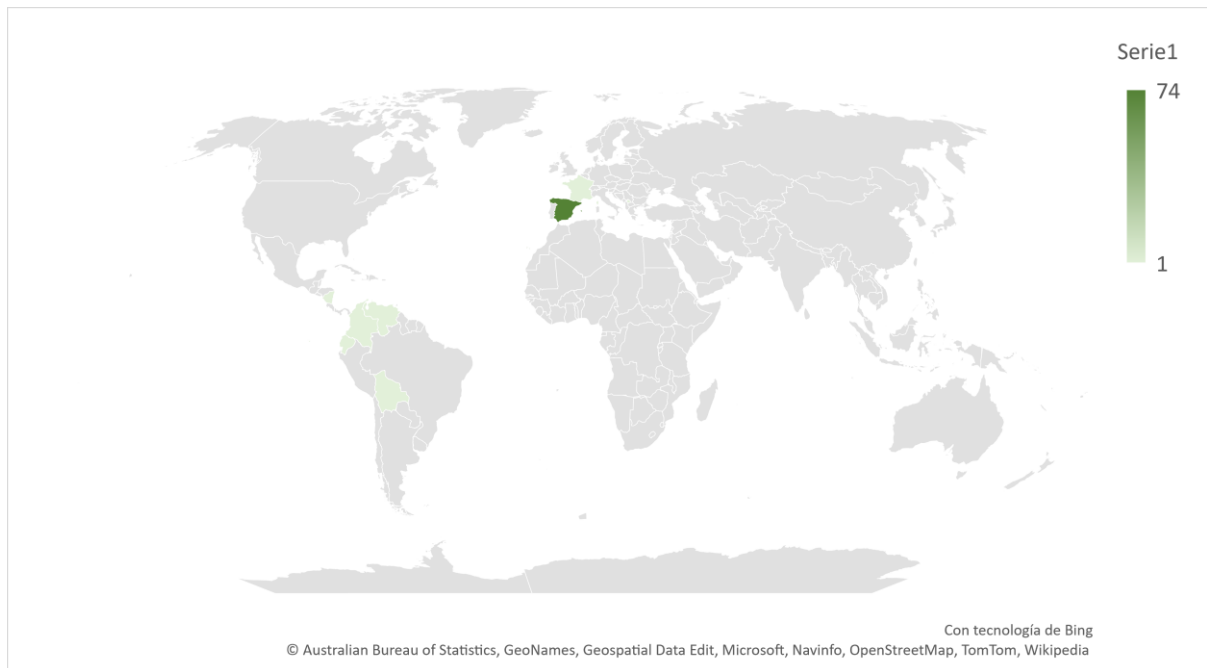 Serie1
74
1
Con tecnología de Bing
© Australian Bureau of Statistics, GeoNames, Geospatial Data Edit, Microsoft, Navinfo, OpenStreetMap, TomTom, Wikipedia